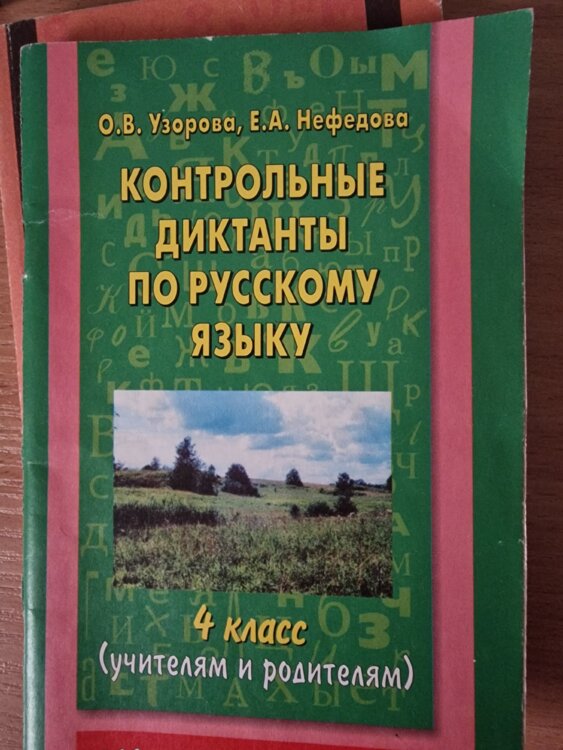 О.В. Узорова, Е.А. Нефедова
КОНТРОЛЬНЫЕ
ДИКТАНТЫ
ПО РУССКОМУ
ЯЗЫКУ
4 класс
(учителям и родителям)